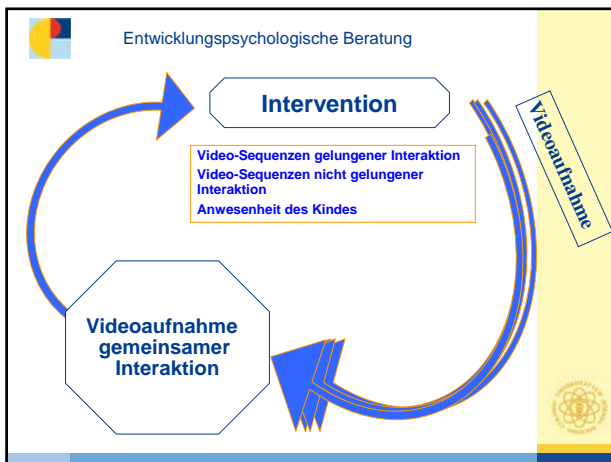 Entwicklungspsychologische Beratung
Intervention
Videoaufnahme
Video-Sequenzen gelungener Interaktion
Video-Sequenzen nicht gelungener
Interaktion
Anwesenheit des Kindes
Videoaufnahme
gemeinsamer
Interaktion